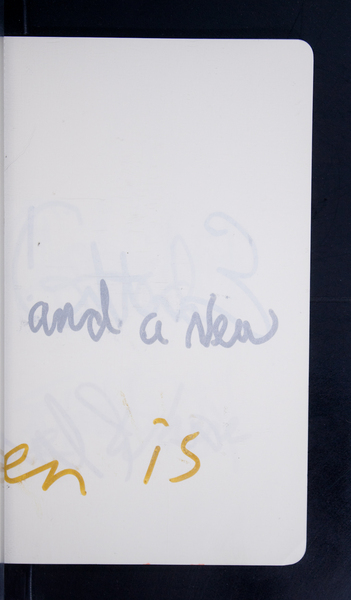 and a New
en is